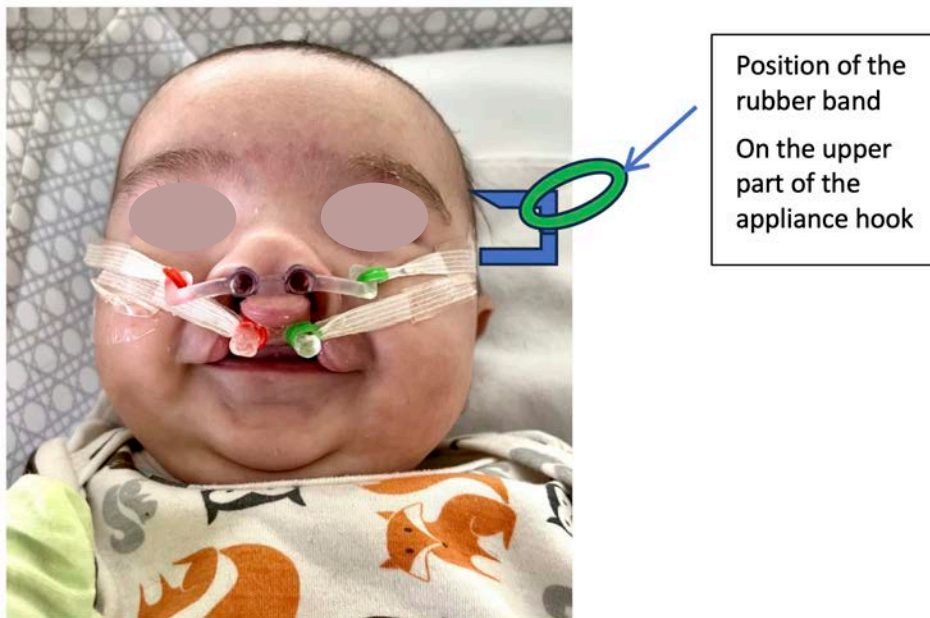 Position of the
rubber band
On the upper
part of the
appliance hook